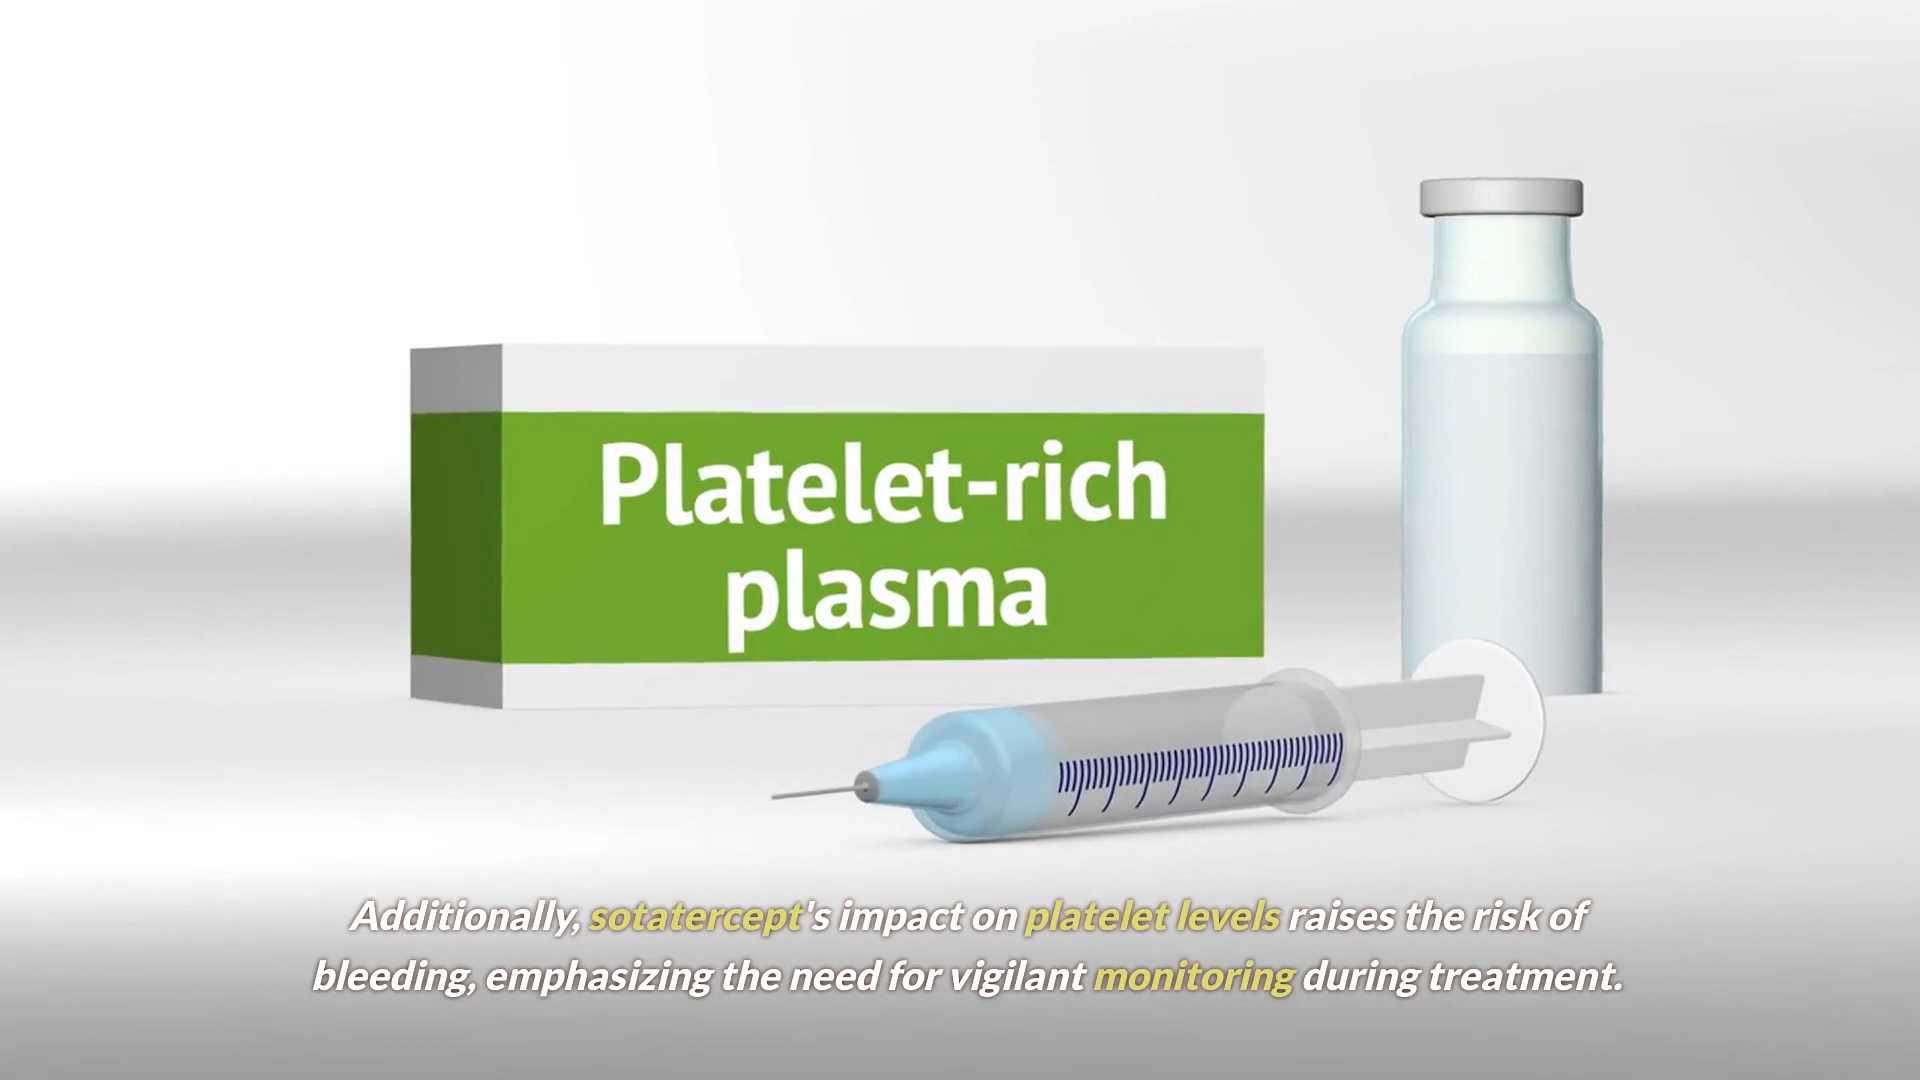 Platelet-rich
plasma
Additionally, sotatercept's impact on platelet levels raises the risk of
bleeding, emphasizing the need for vigilant monitoring during treatment.